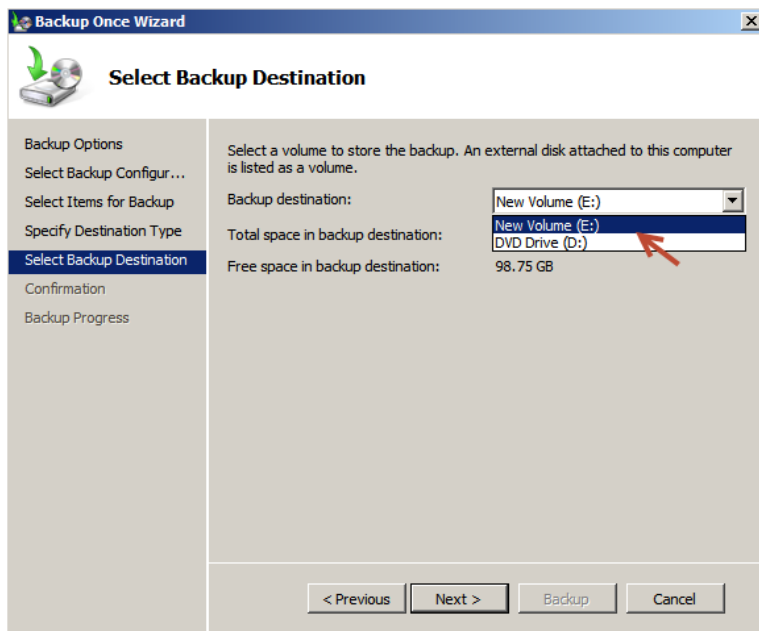 Backup Once Wizard
Select Backup Destination
Backup Options
Select Backup Configur...
Select Items for Backup
Specify Destination Type
Select Backup Destination
Confirmation
Backup Progress
Select a volume to store the backup. An external disk attached to this computer
is listed as a volume.
Backup destination:
New Volume (E:)
New Volume (E:)
DVD Drive (D:)
Total space in backup destination:
Free space in backup destination:
98.75 GB
< Previous
Next >
Backup
Cancel